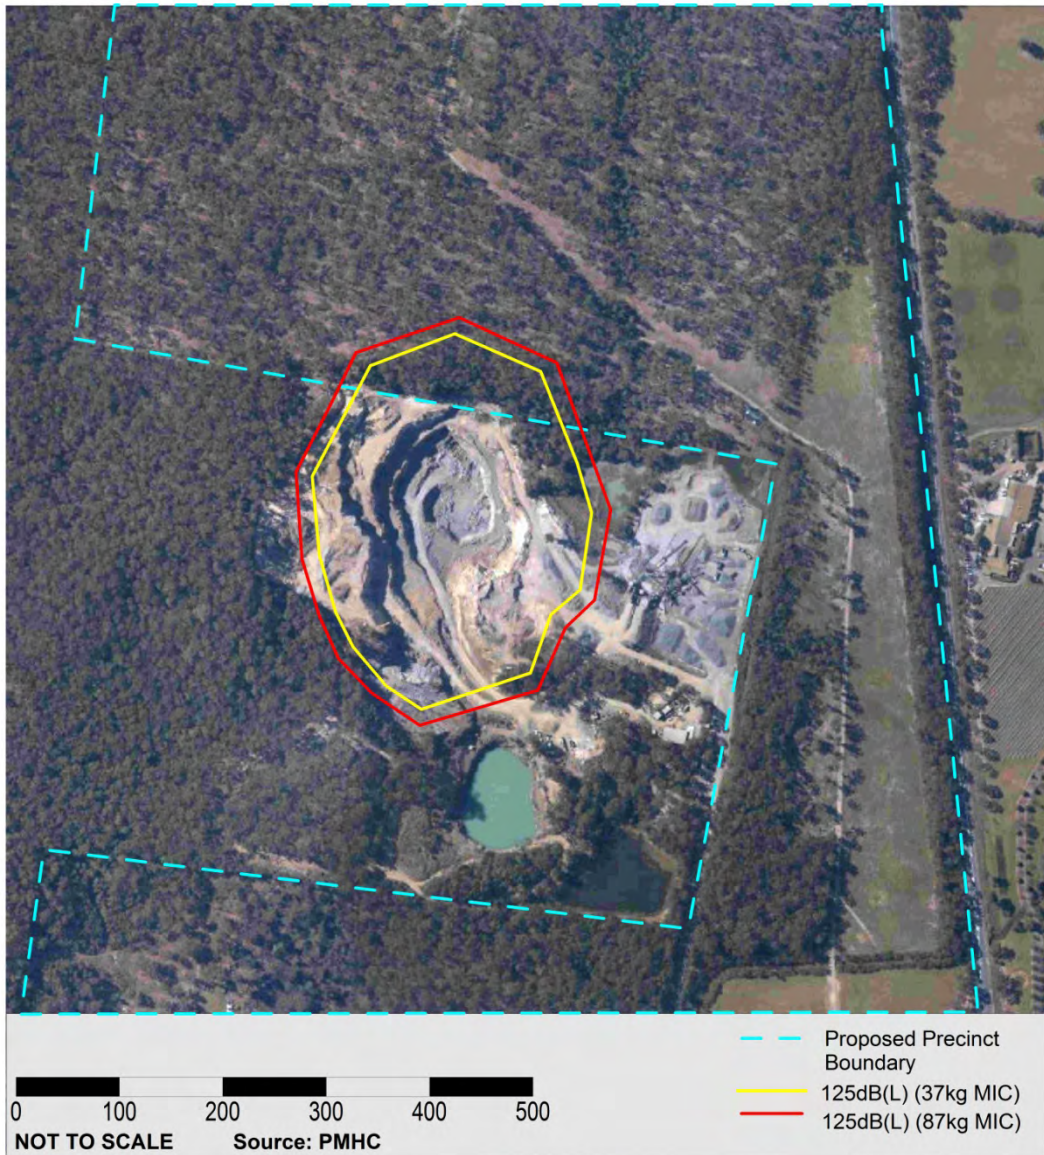 Proposed Precinct
Boundary
125dB(L) (37kg MIC)
125dB(L) (87kg MIC)
0 100 200 300 400 500
NOT TO SCALE Source: PMHC